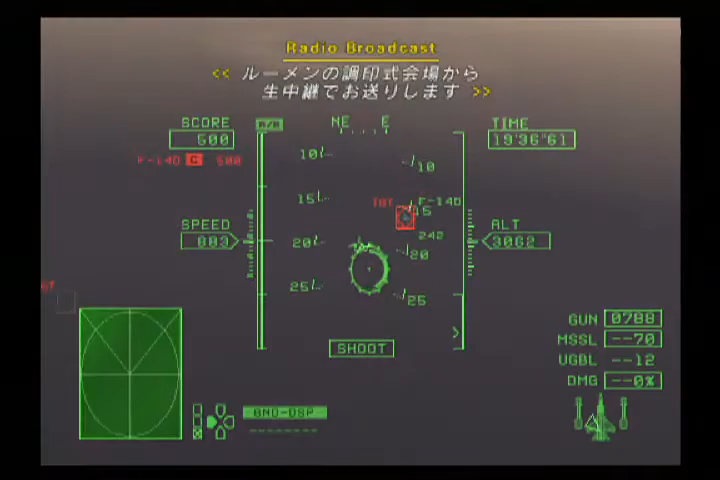 Radio Broadcast
<< ルーメンの調印式会場から
生中継でお送りします >>
SCORE
500
F-14D C 500
A/A
NE E
TIME
19'36"61
10 10
15 15
20 20
25 25
TGT F-14D
242
SPEED
883
ALT
3062
SHOOT
GUN 0788
MSSL --70
UGBL --12
DMG --0%